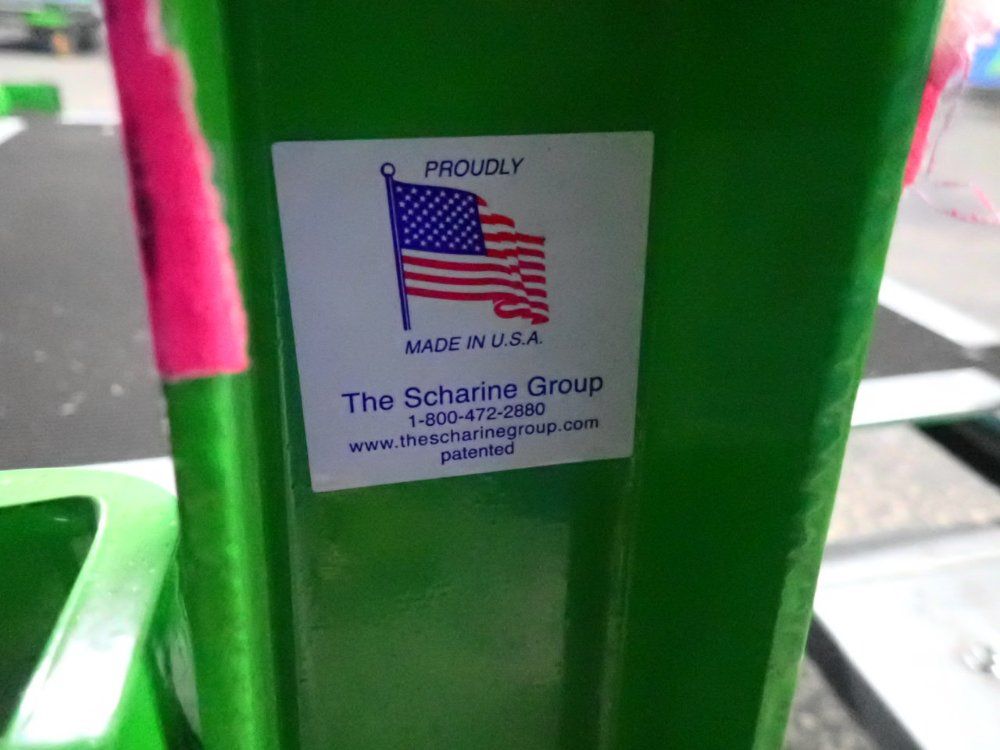 PROUDLY
MADE IN U.S.A.
The Scharine Group
1-800-472-2880
www.thescharinegroup.com
patented